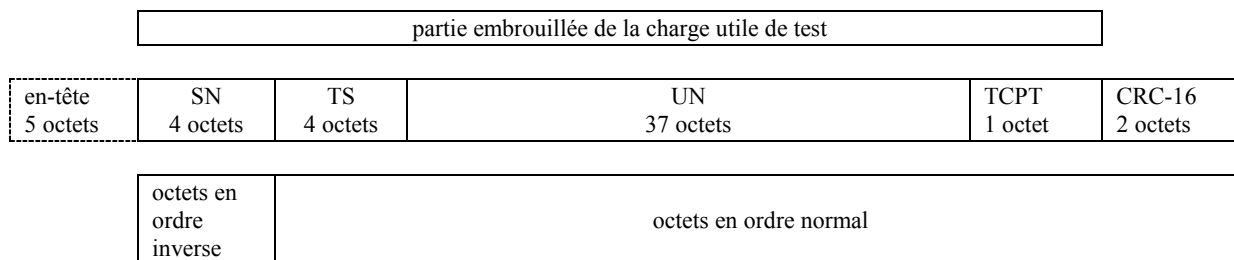 partie embrouillée de la charge utile de test
en-tête SN TS UN TCPT CRC-16
5 octets 4 octets 4 octets 37 octets 1 octet 2 octets
octets en
ordre
inverse
octets en ordre normal